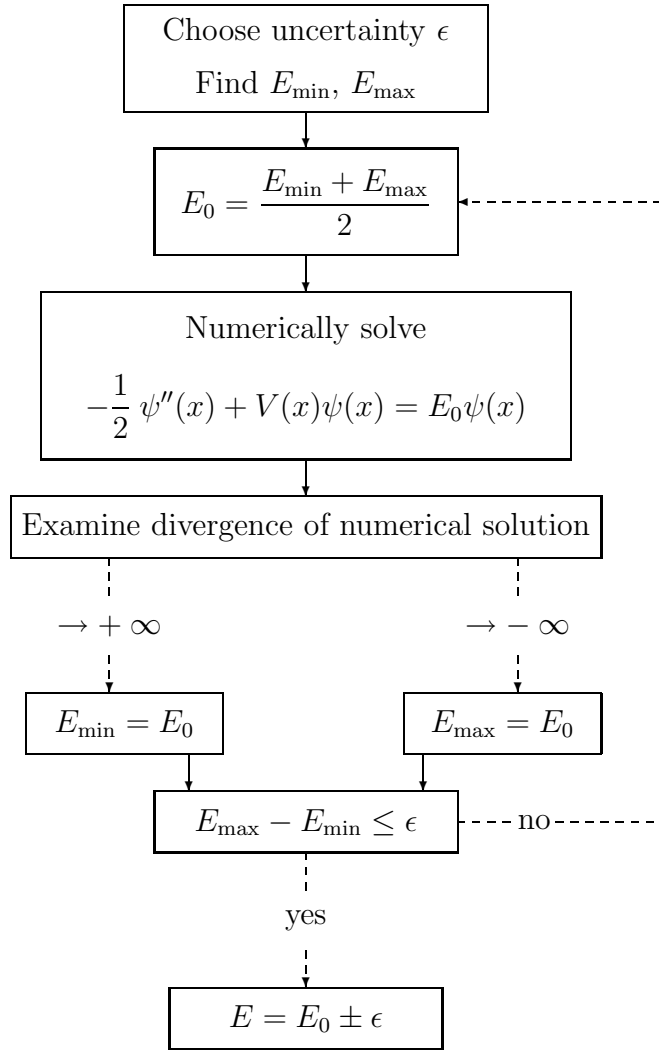 Choose uncertainty ϵ
Find E_min, E_max
E_0 = (E_min + E_max)/2
Numerically solve
−1/2 ψ″(x) + V(x)ψ(x) = E_0ψ(x)
Examine divergence of numerical solution
→ + ∞
→ − ∞
E_min = E_0
E_max = E_0
E_max − E_min ≤ ϵ
no
yes
E = E_0 ± ϵ